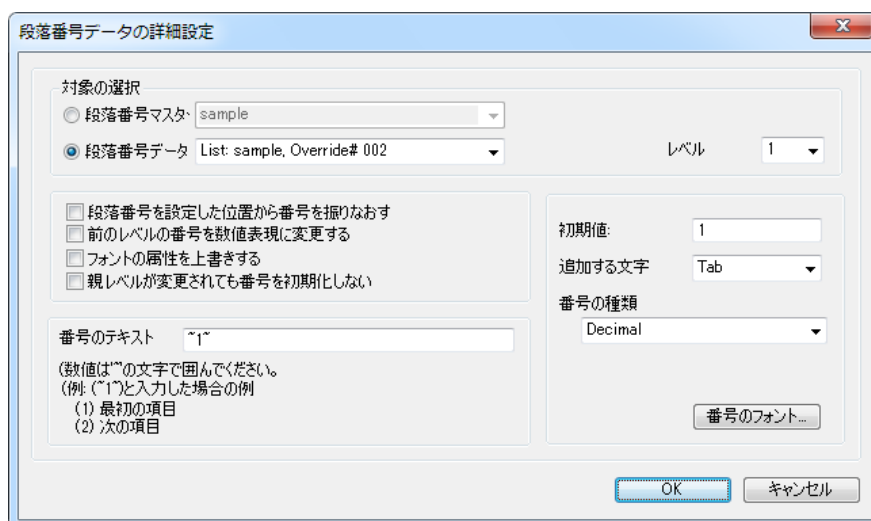 段落番号データの詳細設定
対象の選択
段落番号マスタ sample
段落番号データ List: sample, Override# 002 レベル 1
段落番号を設定した位置から番号を振りなおす
前のレベルの番号を数値表現に変更する
フォントの属性を上書きする
親レベルが変更されても番号を初期化しない
初期値: 1
追加する文字 Tab
番号の種類
Decimal
番号のテキスト ~1~
(数値は"~"の文字で囲んでください。
(例: (~1~)と入力した場合の例
(1) 最初の項目
(2) 次の項目
番号のフォント...
OK キャンセル